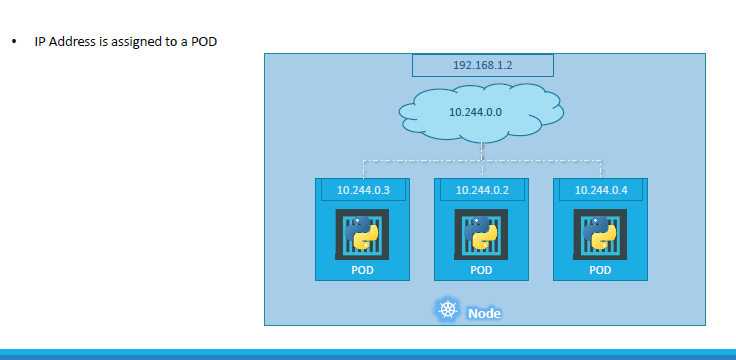 • IP Address is assigned to a POD
192.168.1.2
10.244.0.0
10.244.0.3 10.244.0.2 10.244.0.4
POD POD POD
Node